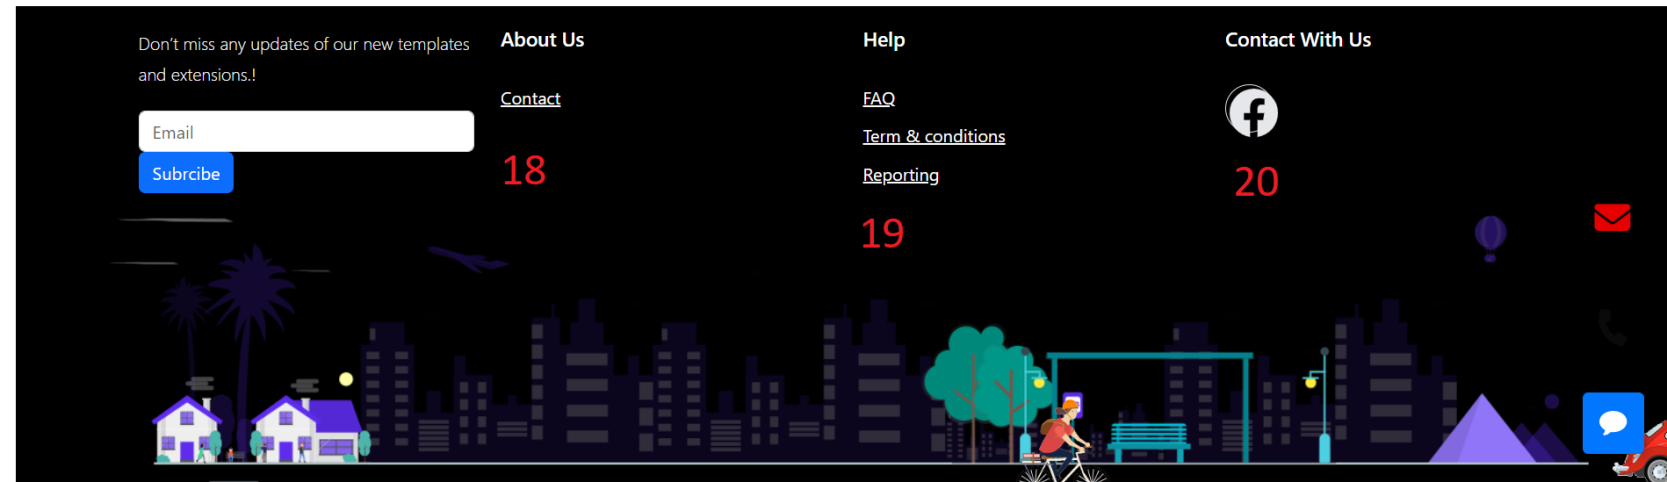 Don't miss any updates of our new templates
and extensions.!
Email
Subrcibe
About Us
Contact
18
Help
FAQ
Term & conditions
Reporting
19
Contact With Us
20